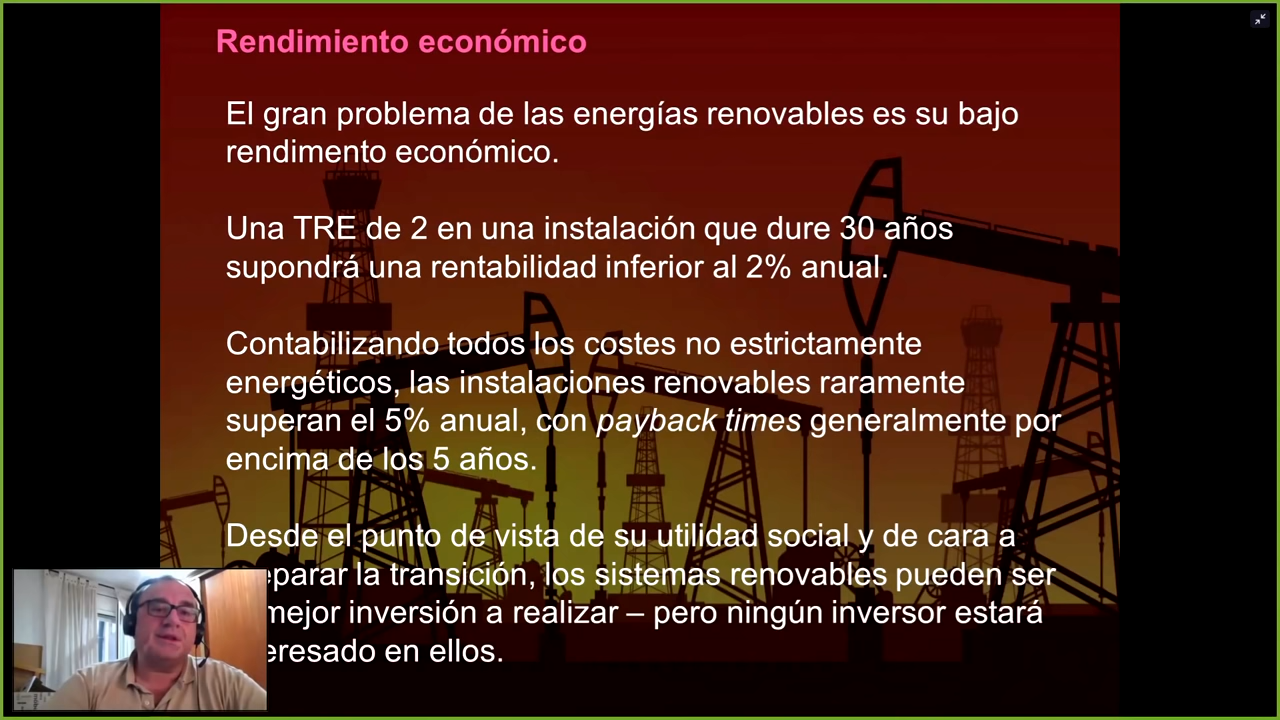 Rendimiento económico
El gran problema de las energías renovables es su bajo
rendimento económico.
Una TRE de 2 en una instalación que dure 30 años
supondrá una rentabilidad inferior al 2% anual.
Contabilizando todos los costes no estrictamente
energéticos, las instalaciones renovables raramente
superan el 5% anual, con payback times generalmente por
encima de los 5 años.
Desde el punto de vista de su utilidad social y de cara a
eparar la transición, los sistemas renovables pueden ser
mejor inversión a realizar – pero ningún inversor estará
eresado en ellos.